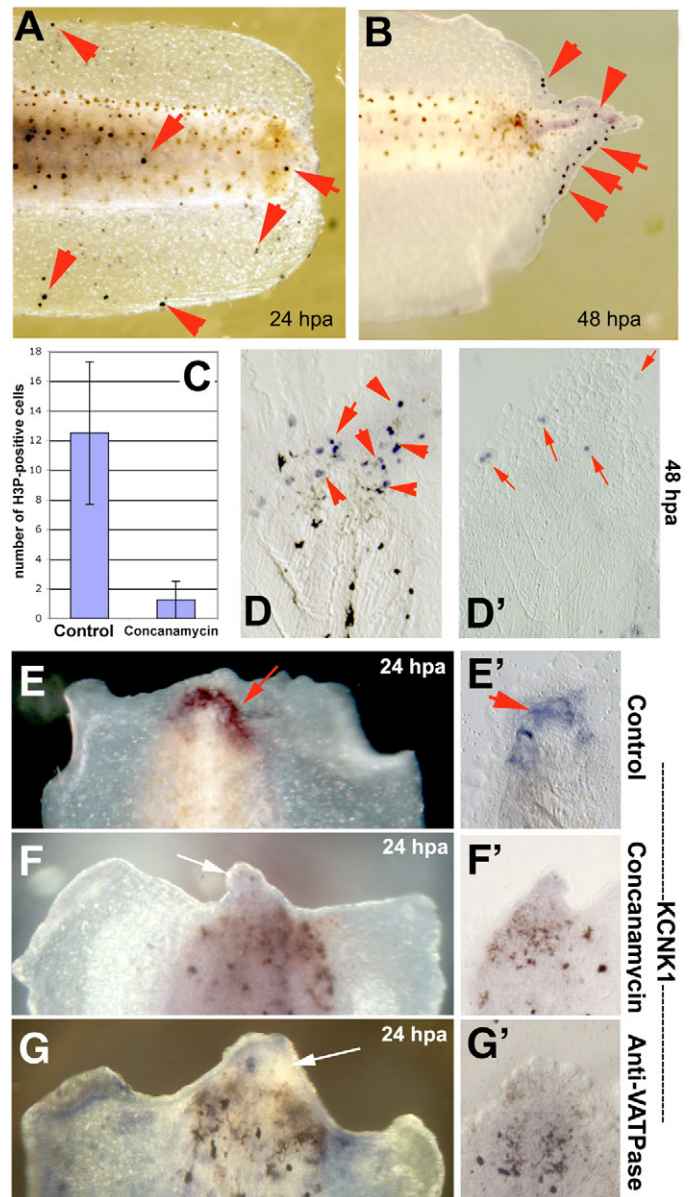 A
24 hpa
B
48 hpa
C
number of H3P-positive cells
18
16
14
12
10
8
6
4
2
0
Control
Concanamycin
D
D'
48 hpa
E
24 hpa
E'
Control
F
24 hpa
F'
Concanamycin
G
24 hpa
G'
Anti-VATPase
KCNK1